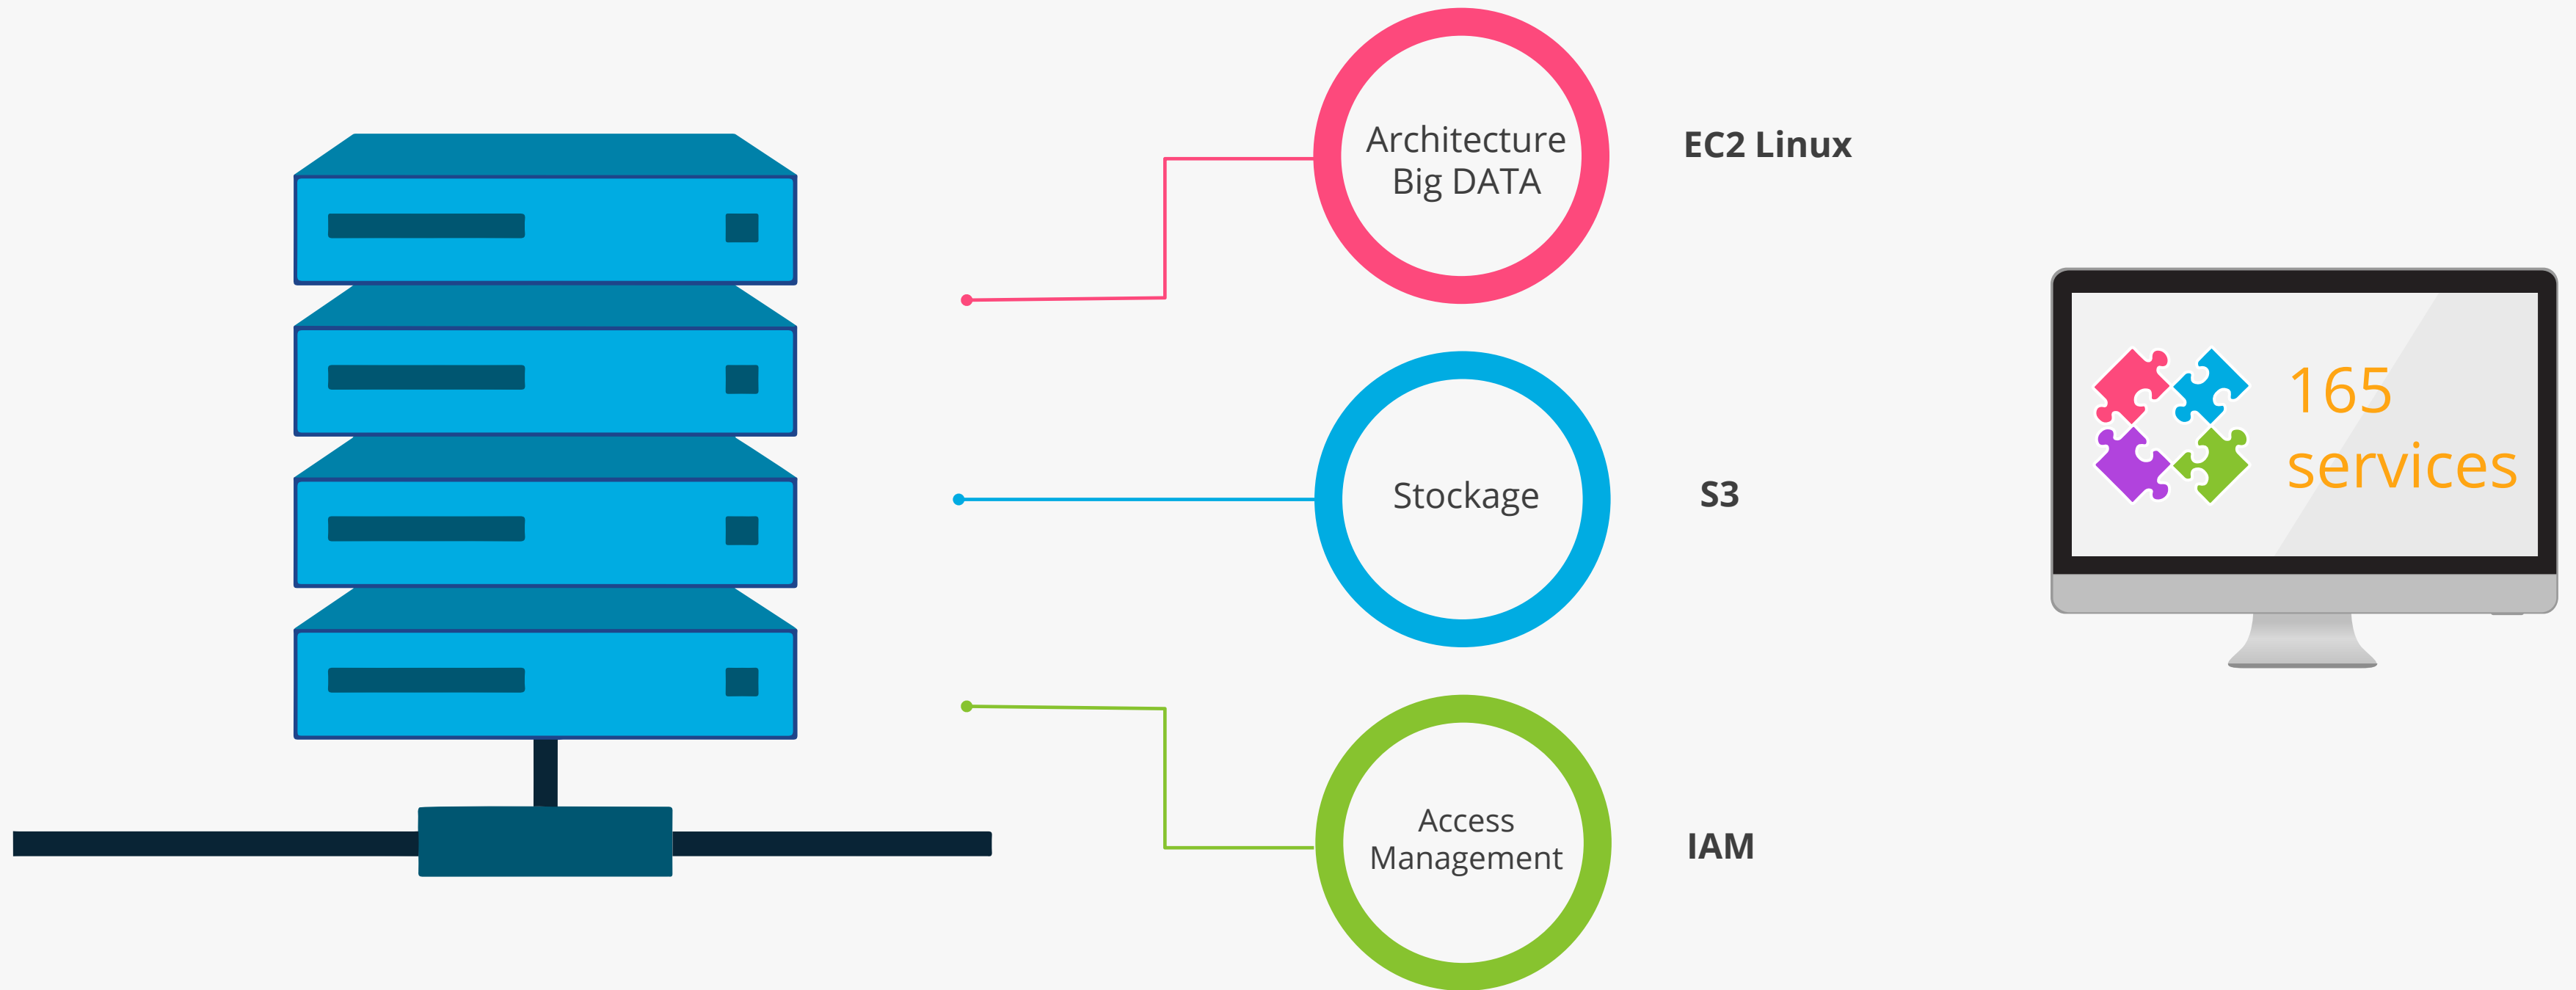 Architecture
Big DATA
EC2 Linux
Stockage
S3
Access
Management
IAM
165
services